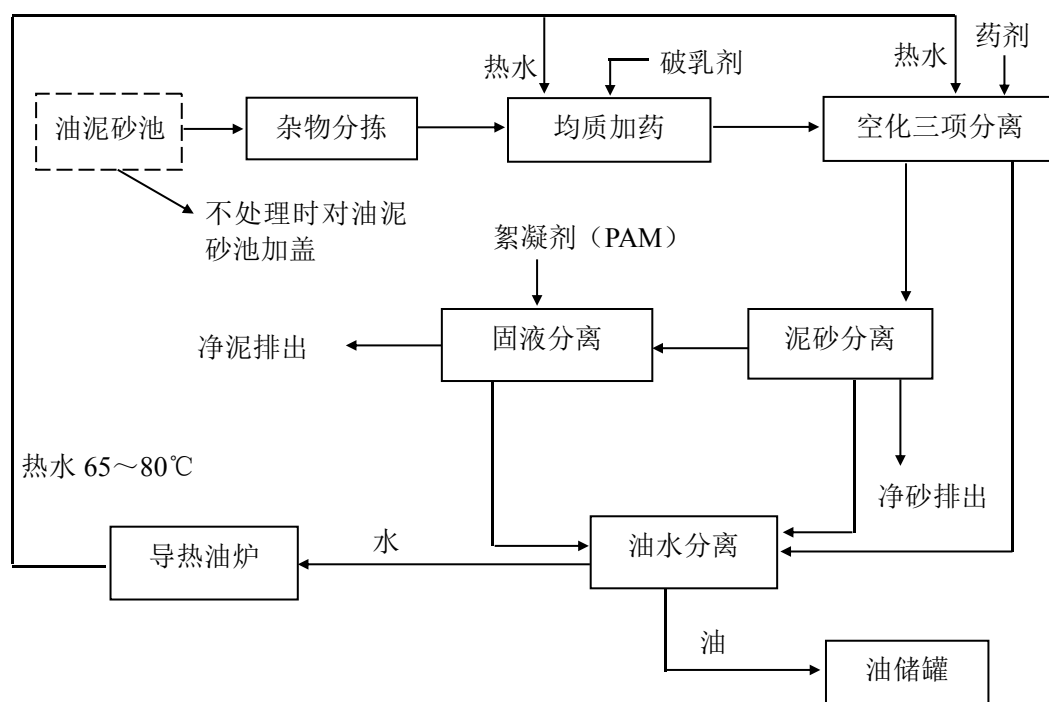 药剂
热水
破乳剂
热水
油泥砂池
杂物分拣
均质加药
空化三项分离
不处理时对油泥
砂池加盖
絮凝剂（PAM）
净泥排出
固液分离
泥砂分离
热水 65～80℃
净砂排出
导热油炉
水
油水分离
油
油储罐